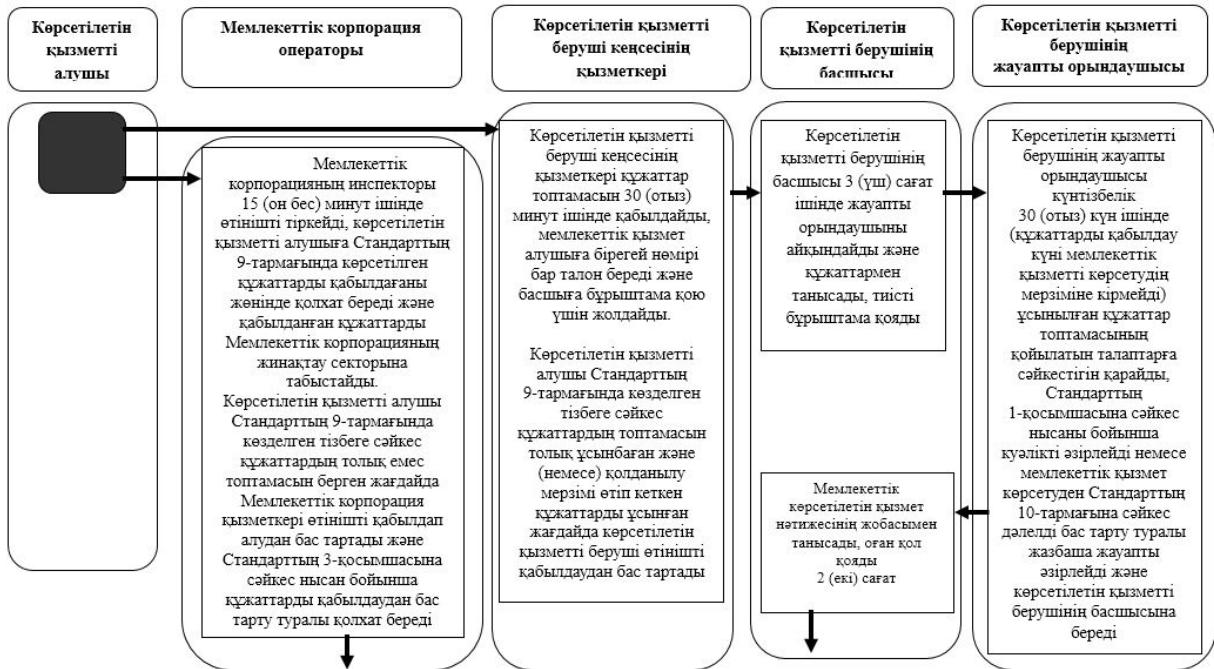 Көрсетілетін
қызметті
алушы
Мемлекеттік корпорация
операторы
Көрсетілетін қызметті
беруші кеңсесінің
қызметкері
Көрсетілетін
қызметті берушінің
басшысы
Көрсетілетін қызметті
берушінің
жауапты орындаушысы
Мемлекеттік
корпорацияның инспекторы
15 (он бес) минут ішінде
өтінішті тіркейді, көрсетілетін
қызметті алушыға Стандарттың
9-тармағында көрсетілген
құжаттарды қабылдағаны
жөнінде қолхат береді және
қабылданған құжаттарды
Мемлекеттік корпорацияның
жинақтау секторына
табыстайды.
Көрсетілетін қызметті алушы
Стандарттың 9-тармағында
көзделген тізбеге сәйкес
құжаттардың толық емес
топтамасын берген жағдайда
Мемлекеттік корпорация
қызметкері өтінішті қабылдап
алудан бас тартады және
Стандарттың 3-қосымшасына
сәйкес нысан бойынша
құжаттарды қабылдаудан бас
тарту туралы қолхат береді
Көрсетілетін қызметті
беруші кеңсесінің
қызметкері құжаттар
топтамасын 30 (отыз)
минут ішінде қабылдайды,
мемлекеттік қызмет
алушыға бірегей нөмірі
бар талон береді және
басшыға бұрыштама қою
үшін жолдайды.
Көрсетілетін қызметті
алушы Стандарттың
9-тармағында көзделген
тізбеге сәйкес
құжаттардың топтамасын
толық ұсынбаған және
(немесе) қолданылу
мерзімі өтіп кеткен
құжаттарды ұсынған
жағдайда көрсетілетін
қызметті беруші өтінішті
қабылдаудан бас тартады
Көрсетілетін
қызметті берушінің
басшысы 3 (үш) сағат
ішінде жауапты
орындаушыны
айқындайды және
құжаттармен
танысады, тиісті
бұрыштама қояды
Мемлекеттік
көрсетілетін қызмет
нәтижесінің жобасымен
танысады, оған қол
қояды
2 (екі) сағат
Көрсетілетін қызметті
берушінің жауапты
орындаушысы
күнтізбелік
30 (отыз) күн ішінде
(құжаттарды қабылдау
күні мемлекеттік
қызметті көрсетудің
мерзіміне кірмейді)
ұсынылған құжаттар
топтамасының
қойылатын талаптарға
сәйкестігін қарайды,
Стандарттың
1-қосымшасына сәйкес
нысаны бойынша
куәлікті әзірлейді немесе
мемлекеттік қызмет
көрсетуден Стандарттың
10-тармағына сәйкес
дәлелді бас тарту туралы
жазбаша жауапты
әзірлейді және
көрсетілетін қызметті
берушінің басшысына
береді